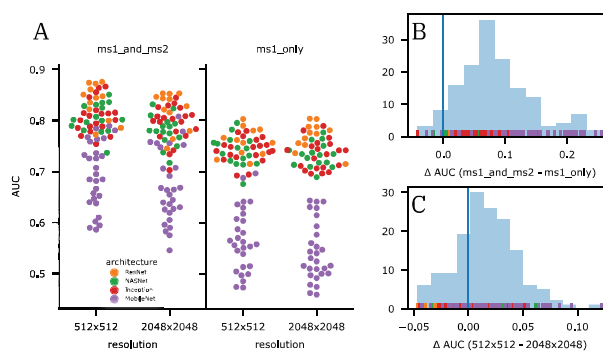 A
ms1_and_ms2
ms1_only
0.9
0.8
0.7
0.6
0.5
AUC
architecture
ResNet
NASNet
Inception
MobileNet
512x512
2048x2048
512x512
2048x2048
resolution
resolution
B
30
20
10
0
0.0
0.1
0.2
Δ AUC (ms1_and_ms2 - ms1_only)
C
30
20
10
0
−0.05
0.00
0.05
0.10
Δ AUC (512x512 - 2048x2048)